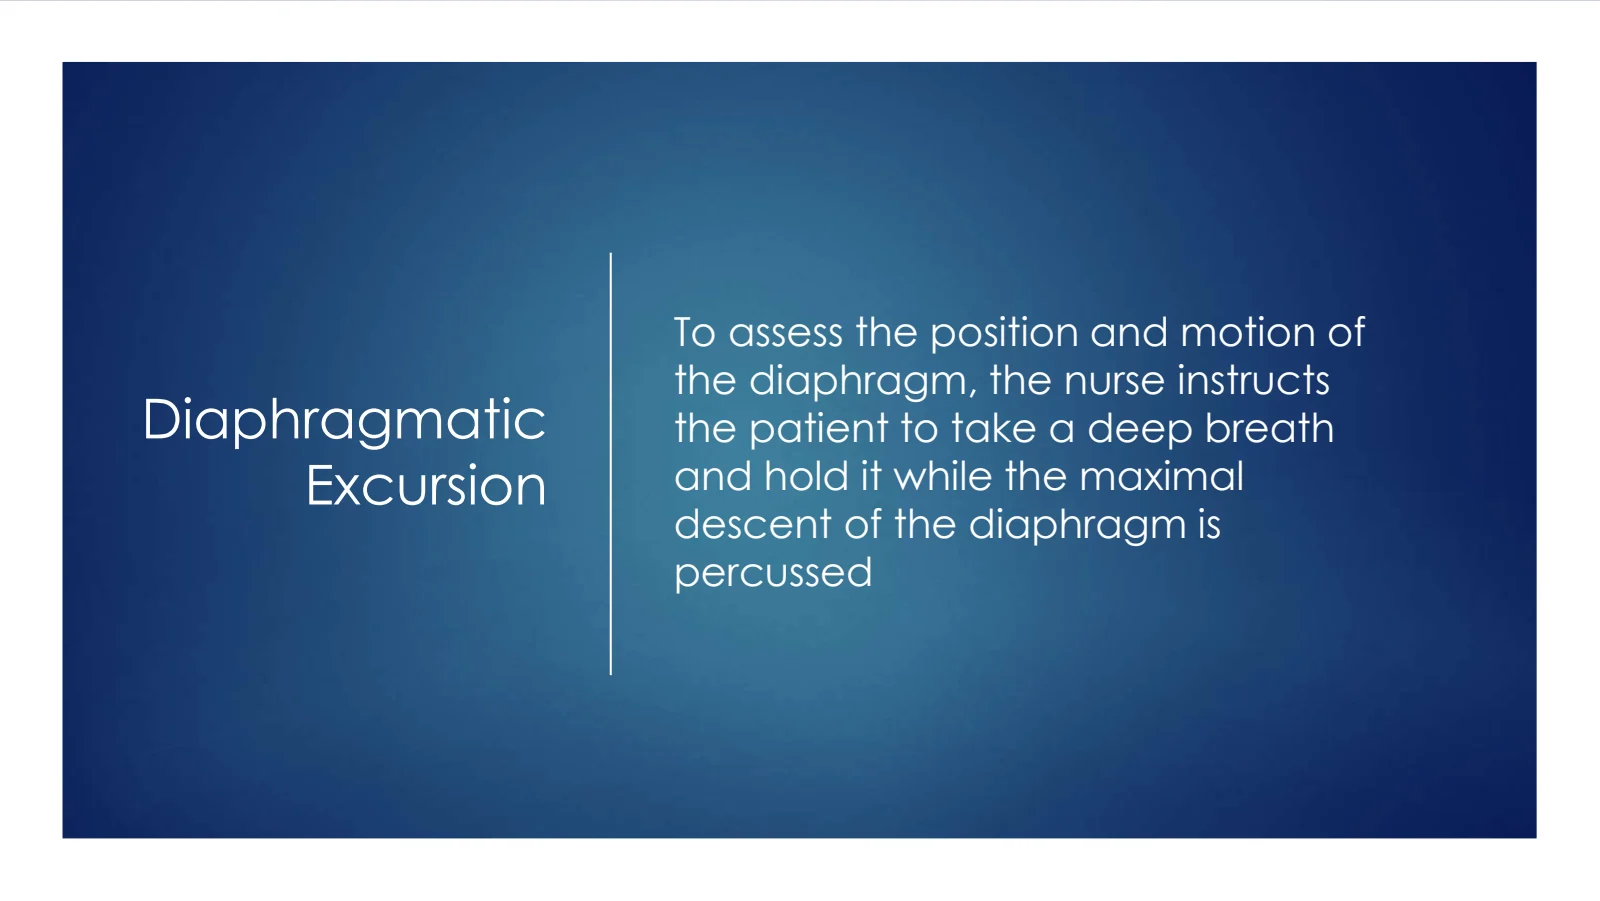 Diaphragmatic
Excursion
To assess the position and motion of
the diaphragm, the nurse instructs
the patient to take a deep breath
and hold it while the maximal
descent of the diaphragm is
percussed